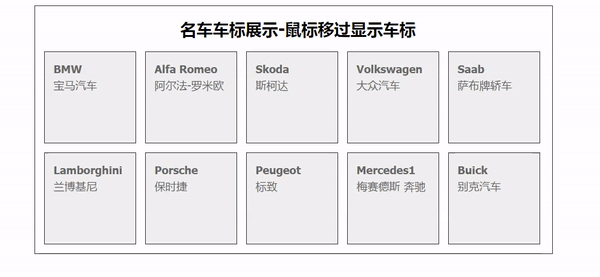 名车车标展示-鼠标移过显示车标
BMW
宝马汽车
Alfa Romeo
阿尔法-罗米欧
Skoda
斯柯达
Volkswagen
大众汽车
Saab
萨布牌轿车
Lamborghini
兰博基尼
Porsche
保时捷
Peugeot
标致
Mercedes1
梅赛德斯 奔驰
Buick
别克汽车